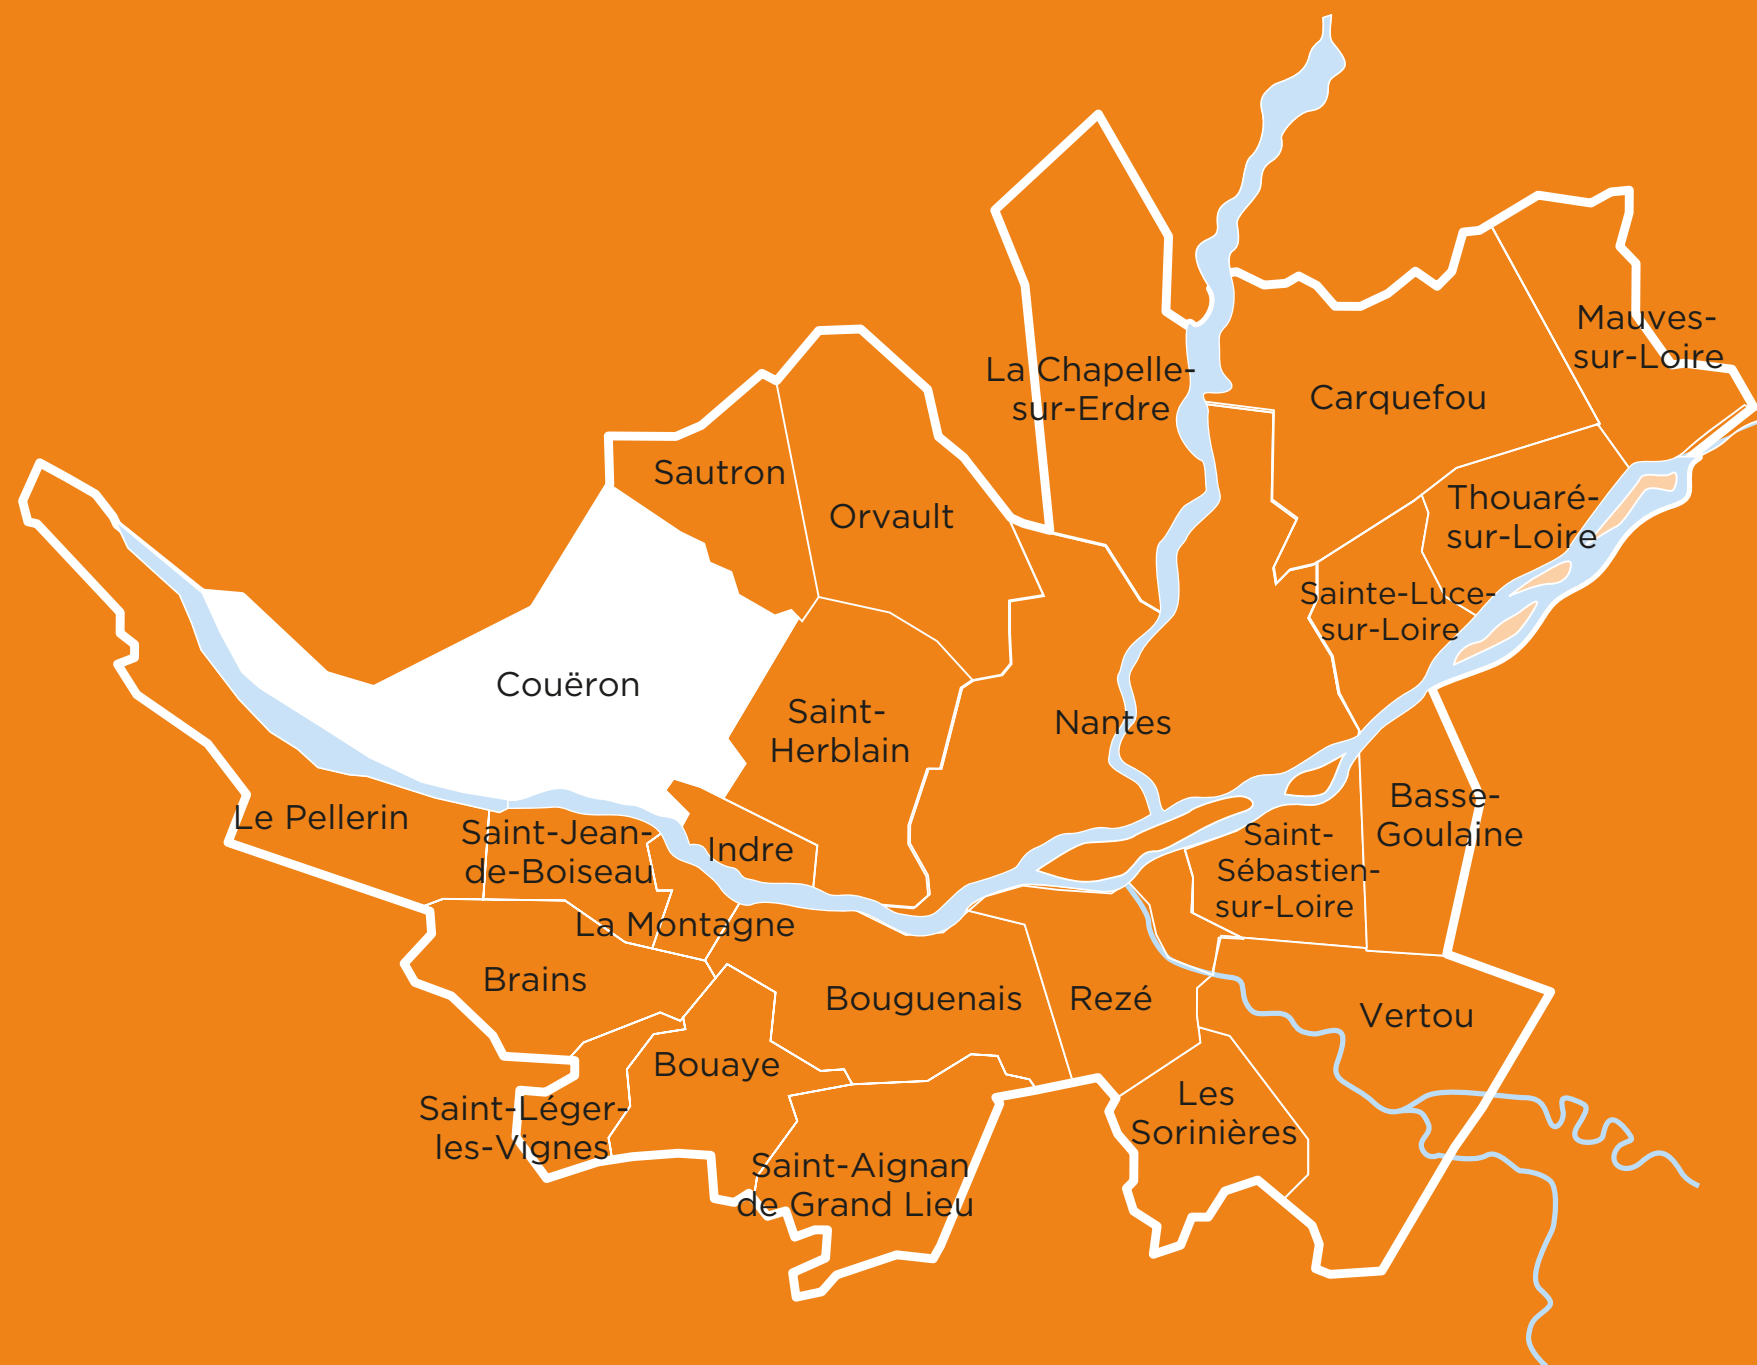 Mauves-
sur-Loire
La Chapelle-
sur-Erdre
Carquefou
Sautron
Orvault
Thouaré-
sur-Loire
Sainte-Luce-
sur-Loire
Couëron
Saint-
Herblain
Nantes
Basse-
Goulaine
Le Pellerin
Saint-Jean-
de-Boiseau
Indre
Saint-
Sébastien-
sur-Loire
La Montagne
Brains
Bouguenais
Rezé
Vertou
Bouaye
Les
Sorinières
Saint-Léger-
les-Vignes
Saint-Aignan
de Grand Lieu